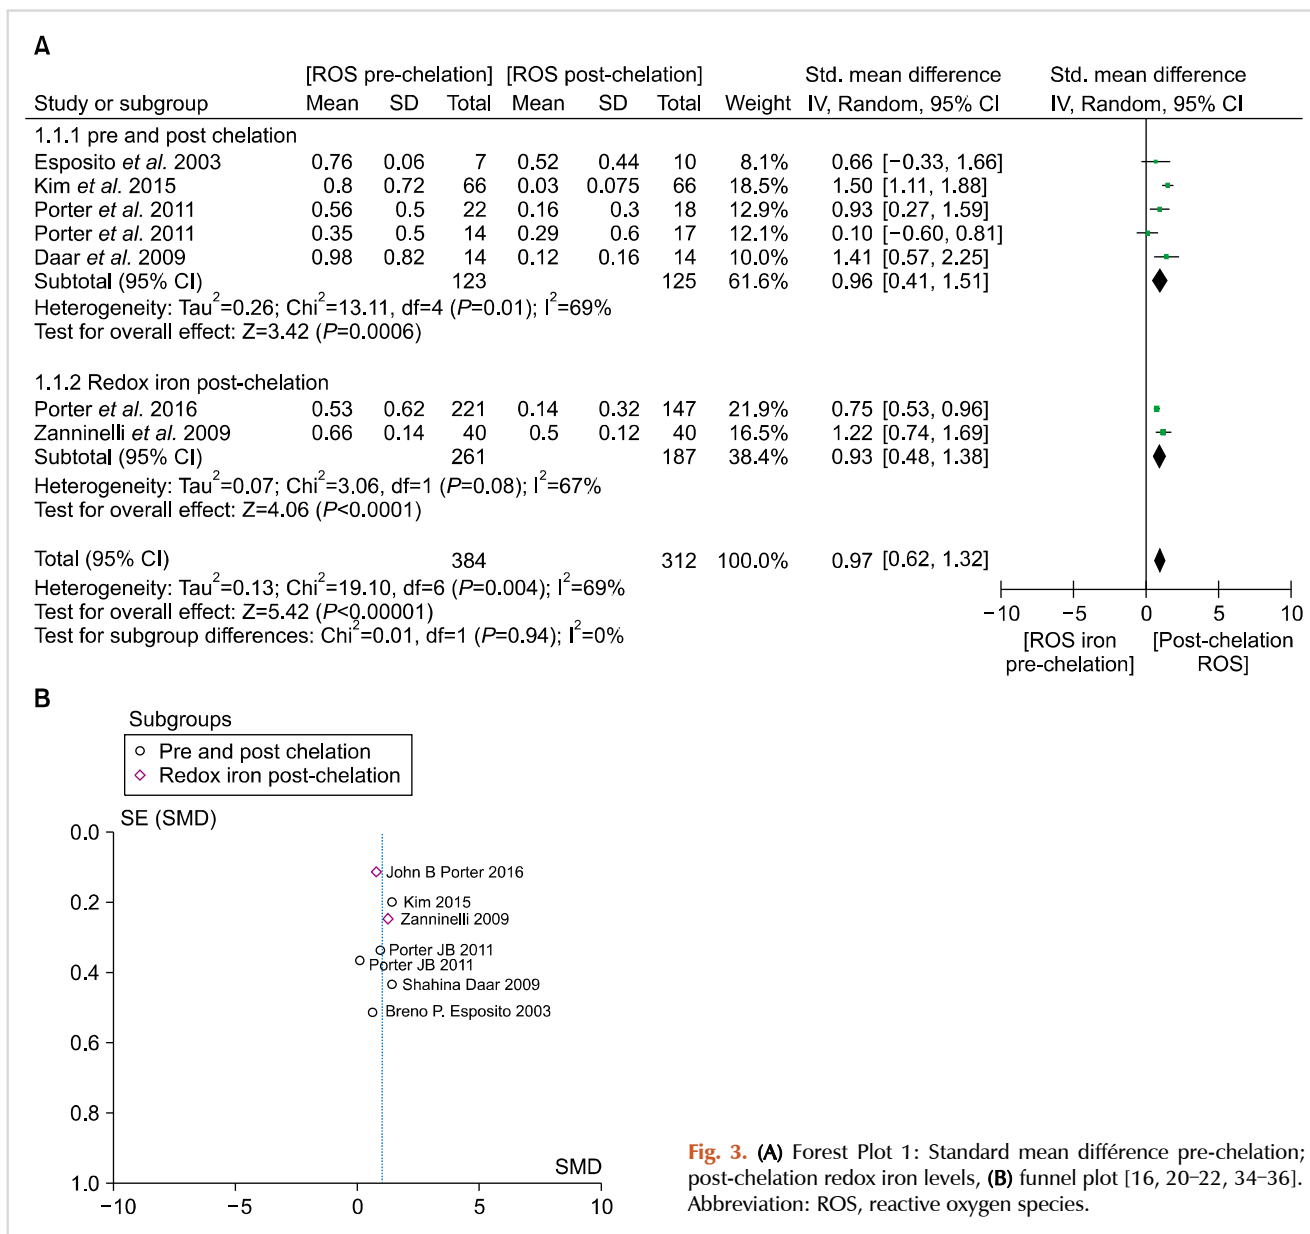 A
[ROS pre-chelation] [ROS post-chelation] Std. mean difference Std. mean difference
Study or subgroup Mean SD Total Mean SD Total Weight IV, Random, 95% CI IV, Random, 95% CI
1.1.1 pre and post chelation
Esposito et al. 2003 0.76 0.06 7 0.52 0.44 10 8.1% 0.66 [−0.33, 1.66]
Kim et al. 2015 0.8 0.72 66 0.03 0.075 66 18.5% 1.50 [1.11, 1.88]
Porter et al. 2011 0.56 0.5 22 0.16 0.3 18 12.9% 0.93 [0.27, 1.59]
Porter et al. 2011 0.35 0.5 14 0.29 0.6 17 12.1% 0.10 [−0.60, 0.81]
Daar et al. 2009 0.98 0.82 14 0.12 0.16 14 10.0% 1.41 [0.57, 2.25]
Subtotal (95% CI) 123 125 61.6% 0.96 [0.41, 1.51]
Heterogeneity: Tau²=0.26; Chi²=13.11, df=4 (P=0.01); I²=69%
Test for overall effect: Z=3.42 (P=0.0006)
1.1.2 Redox iron post-chelation
Porter et al. 2016 0.53 0.62 221 0.14 0.32 147 21.9% 0.75 [0.53, 0.96]
Zanninelli et al. 2009 0.66 0.14 40 0.5 0.12 40 16.5% 1.22 [0.74, 1.69]
Subtotal (95% CI) 261 187 38.4% 0.93 [0.48, 1.38]
Heterogeneity: Tau²=0.07; Chi²=3.06, df=1 (P=0.08); I²=67%
Test for overall effect: Z=4.06 (P<0.0001)
Total (95% CI) 384 312 100.0% 0.97 [0.62, 1.32]
Heterogeneity: Tau²=0.13; Chi²=19.10, df=6 (P=0.004); I²=69%
Test for overall effect: Z=5.42 (P<0.00001)
Test for subgroup differences: Chi²=0.01, df=1 (P=0.94); I²=0%
−10 −5 0 5 10
[ROS iron [Post-chelation
pre-chelation] ROS]
B
Subgroups
Pre and post chelation
Redox iron post-chelation
SE (SMD)
0.0
John B Porter 2016
0.2
Kim 2015
Zanninelli 2009
Porter JB 2011
Porter JB 2011
0.4
Shahina Daar 2009
Breno P. Esposito 2003
0.6
0.8
SMD
1.0
−10 −5 0 5 10
Fig. 3. (A) Forest Plot 1: Standard mean différence pre-chelation;
post-chelation redox iron levels, (B) funnel plot [16, 20–22, 34–36].
Abbreviation: ROS, reactive oxygen species.